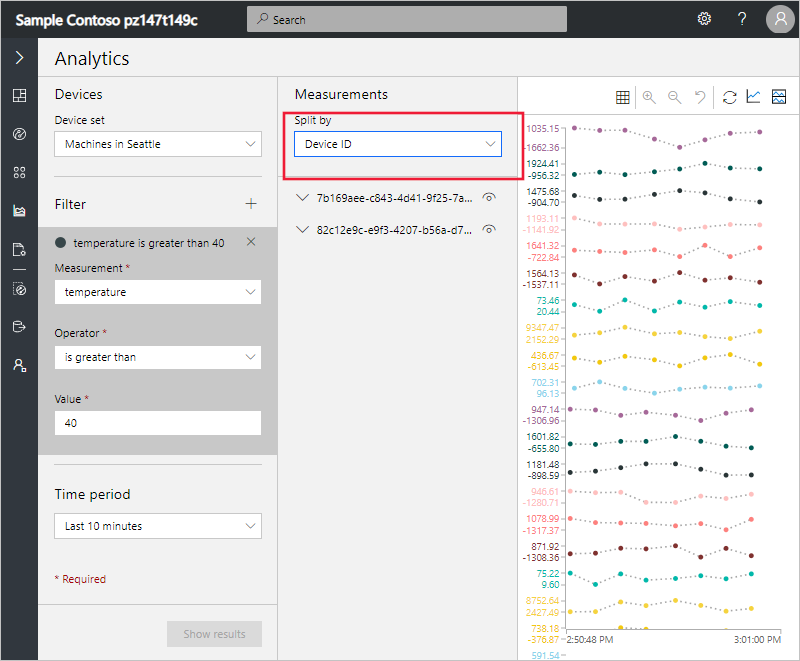 Sample Contoso pz147t149c
Search
?
Analytics
Devices
Device set
Machines in Seattle
Filter
temperature is greater than 40
Measurement *
temperature
Operator *
is greater than
Value *
40
Time period
Last 10 minutes
* Required
Show results
Measurements
Split by
Device ID
7b169aee-c843-4d41-9f25-7a...
82c12e9c-e9f3-4207-b56a-d7...
1035.15
-1662.36
1924.41
-956.32
1475.68
-904.70
1193.11
-1141.92
1641.32
-722.84
1564.13
-1537.11
73.46
20.44
9347.47
2152.29
436.67
-613.45
702.31
96.13
947.14
-1306.96
1601.82
-655.80
1181.48
-898.59
946.61
-1280.71
1078.99
-1317.37
871.92
-1308.36
75.22
9.60
8752.64
2427.49
738.18
-376.87
591.54
2:50:48 PM
3:01:00 PM